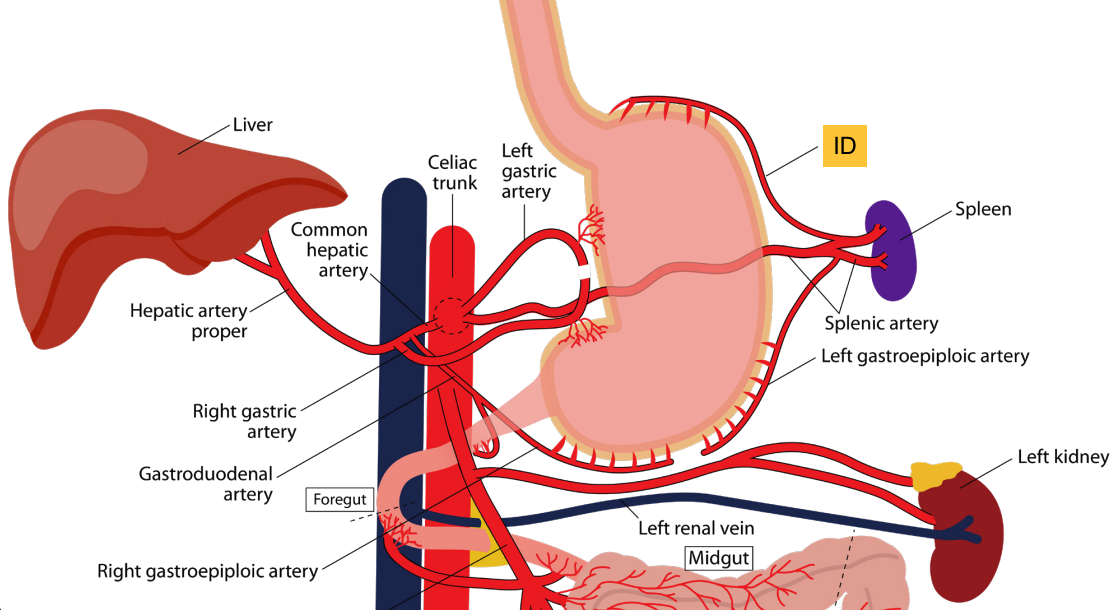 Liver
ID
Left
gastric
artery
Celiac
trunk
Spleen
Common
hepatic
artery
Hepatic artery
proper
Splenic artery
Left gastroepiploic artery
Right gastric
artery
Left kidney
Gastroduodenal
artery
Foregut
Left renal vein
Midgut
Right gastroepiploic artery